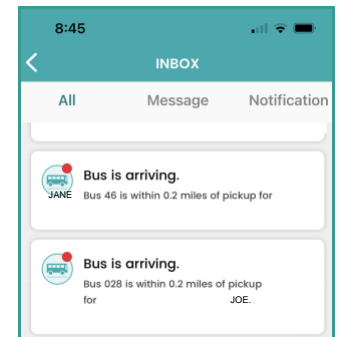 8:45
INBOX
All Message Notification
Bus is arriving.
JANE Bus 46 is within 0.2 miles of pickup for
Bus is arriving.
Bus 028 is within 0.2 miles of pickup
for JOE.